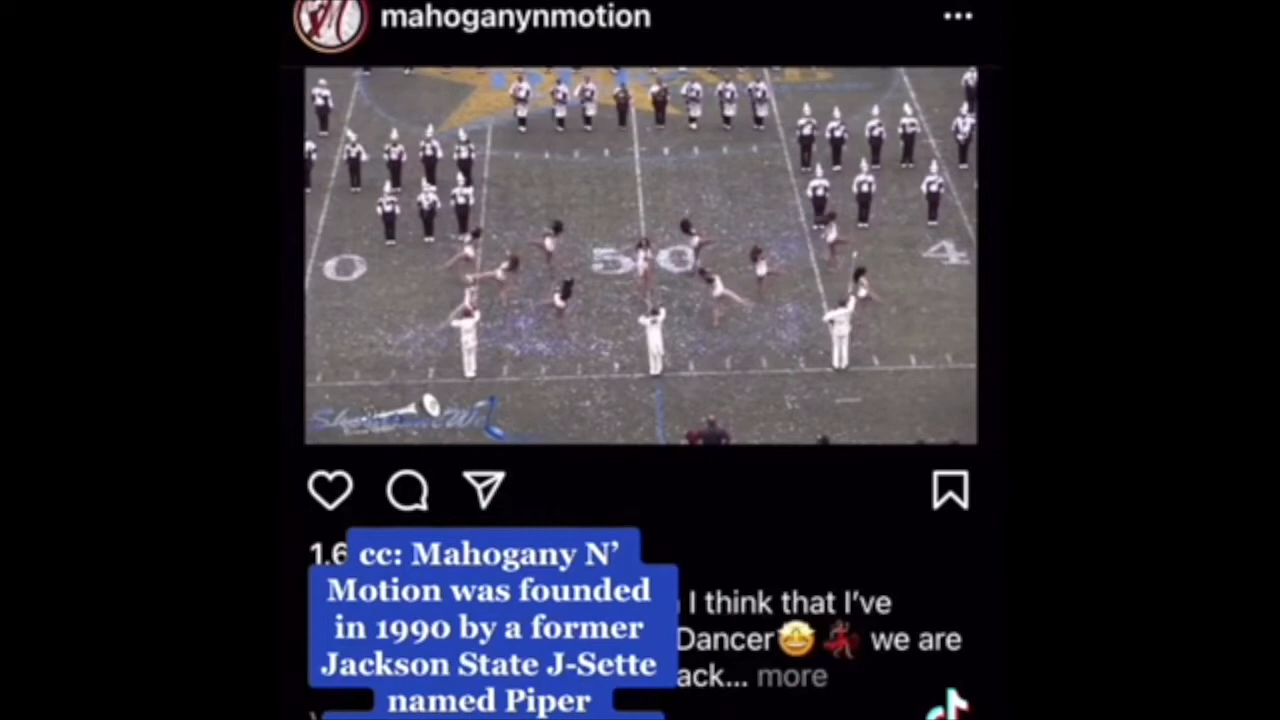 mahoganynmotion
0
50
4
1.6
cc: Mahogany N’
Motion was founded
in 1990 by a former
Jackson State J-Sette
named Piper
I think that I’ve
Dancer🤩💃🏿 we are
ack... more